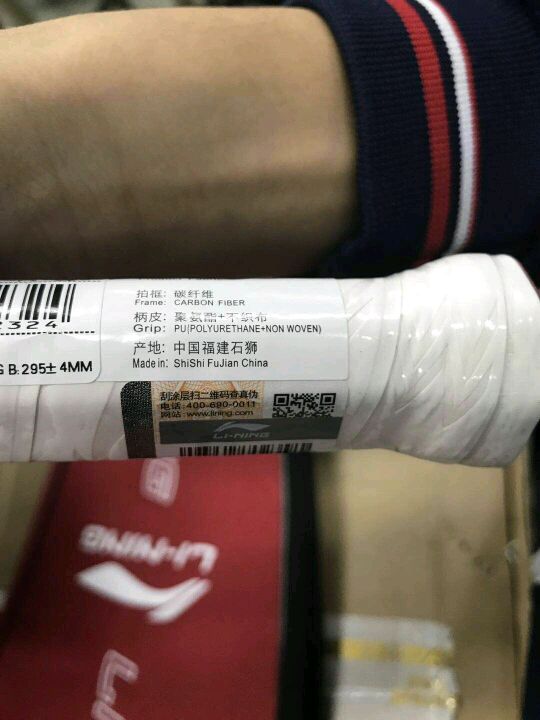 2324
G B: 295± 4MM
拍框: 碳纤维
Frame: CARBON FIBER
柄皮: 聚氨酯+不织布
Grip: PU(POLYURETHANE+NON WOVEN)
产地: 中国福建石狮
Made in: ShiShi FuJian China
刮涂层扫二维码查真伪
电话:400-690-0011
网站:www.lining.com
LI-NING
LI-NING